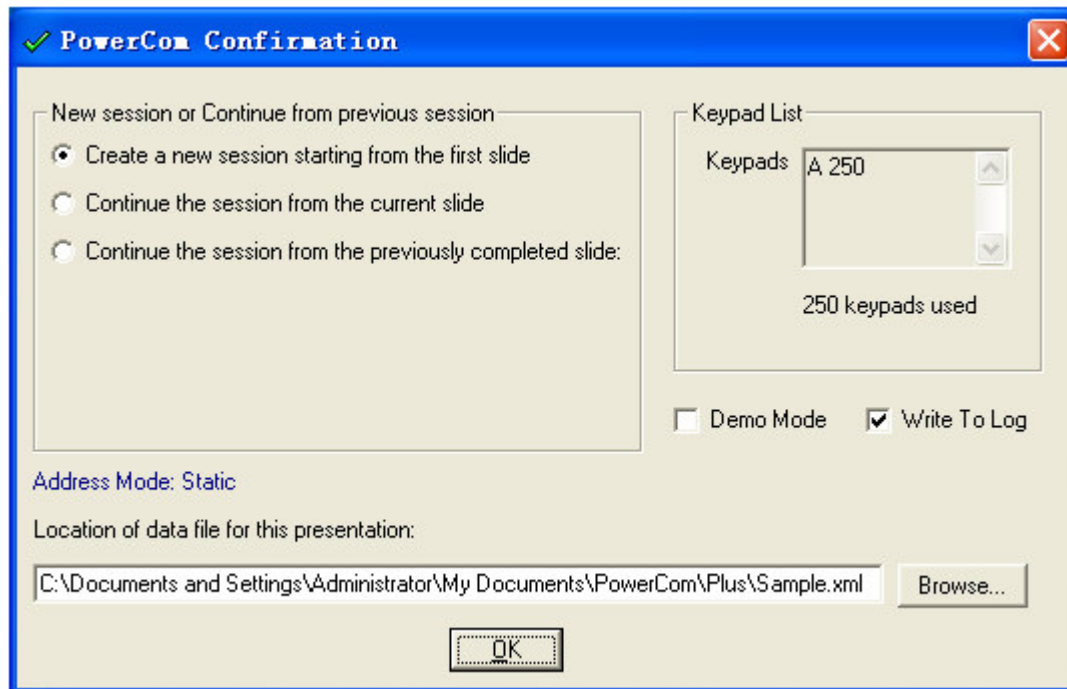 PowerCom Confirmation
New session or Continue from previous session
Create a new session starting from the first slide
Continue the session from the current slide
Continue the session from the previously completed slide:
Keypad List
Keypads
A 250
250 keypads used
Demo Mode
Write To Log
Address Mode: Static
Location of data file for this presentation:
C:\Documents and Settings\Administrator\My Documents\PowerCom\Plus\Sample.xml
Browse...
OK